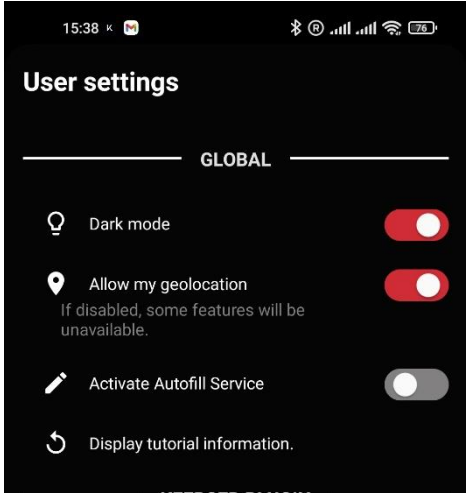 15:38 K
R 76
User settings
GLOBAL
Dark mode
Allow my geolocation
If disabled, some features will be
unavailable.
Activate Autofill Service
Display tutorial information.